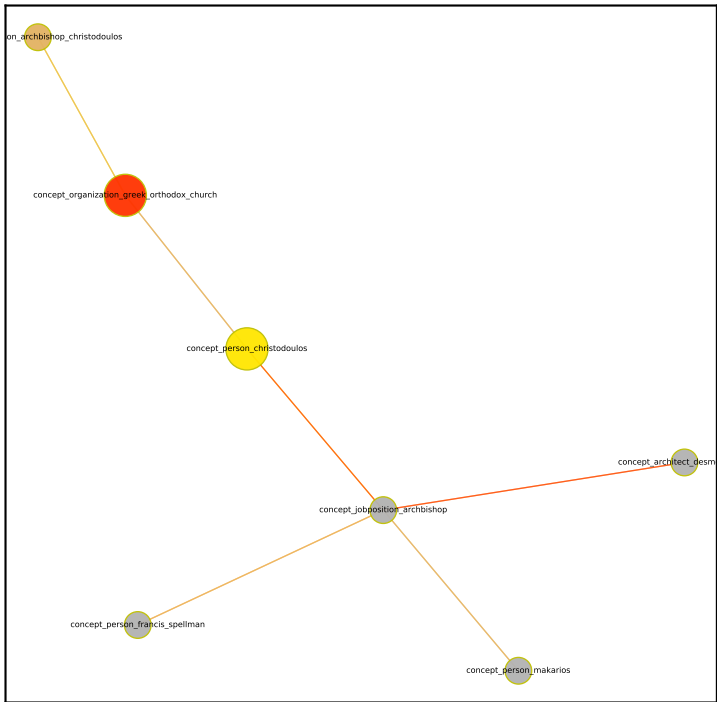 on_archbishop_christodoulos
concept_organization_greek_orthodox_church
concept_person_christodoulos
concept_architect_desm
concept_jobposition_archbishop
concept_person_francis_spellman
concept_person_makarios